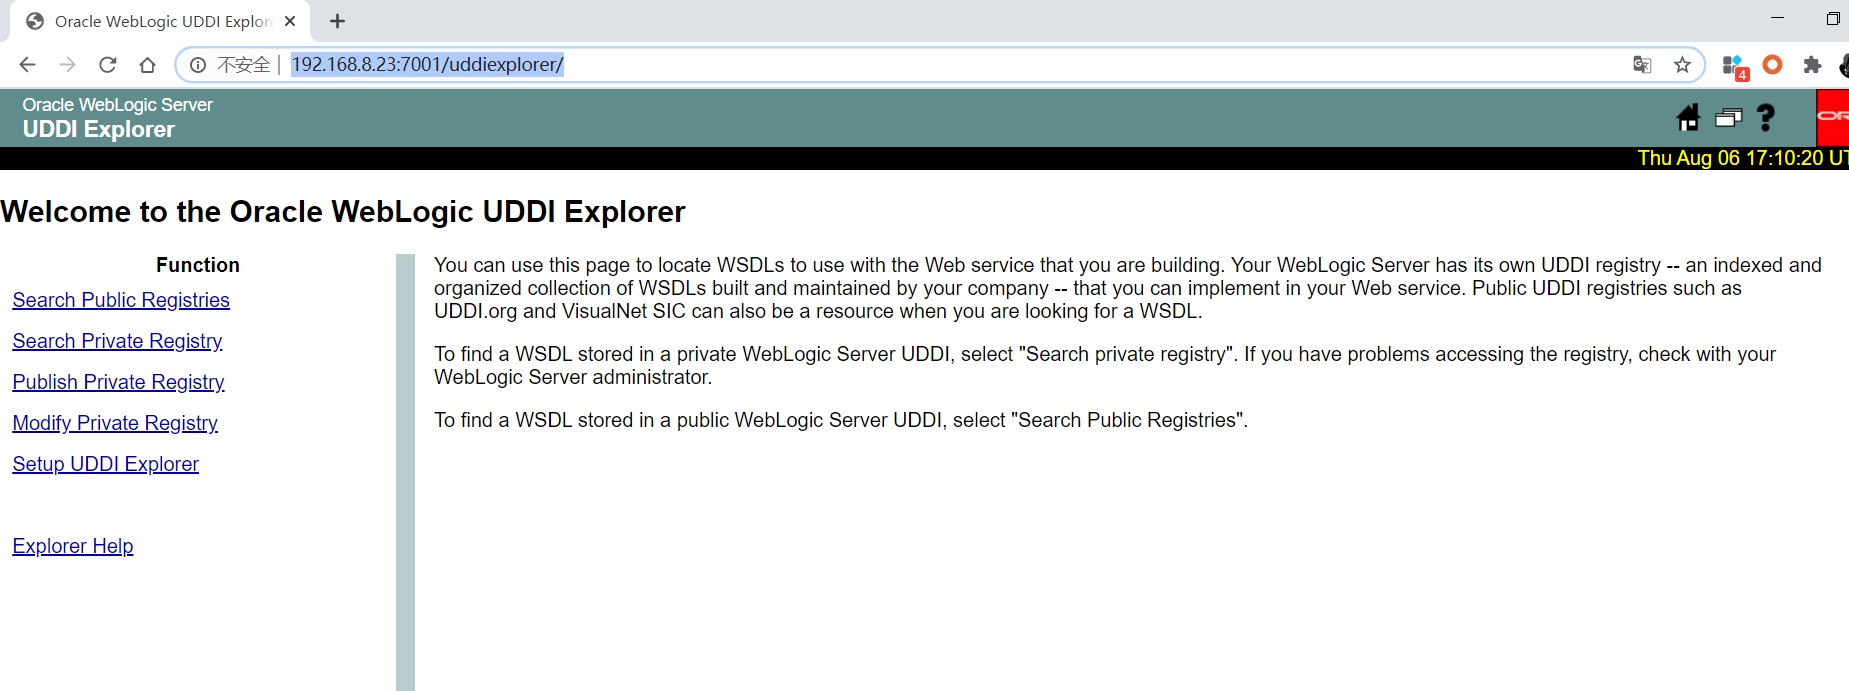 Oracle WebLogic UDDI Explore
不安全 | 192.168.8.23:7001/uddiexplorer/
4
Oracle WebLogic Server
UDDI Explorer
OR
Thu Aug 06 17:10:20 UT
Welcome to the Oracle WebLogic UDDI Explorer
Function
Search Public Registries
Search Private Registry
Publish Private Registry
Modify Private Registry
Setup UDDI Explorer
Explorer Help
You can use this page to locate WSDLs to use with the Web service that you are building. Your WebLogic Server has its own UDDI registry -- an indexed and
organized collection of WSDLs built and maintained by your company -- that you can implement in your Web service. Public UDDI registries such as
UDDI.org and VisualNet SIC can also be a resource when you are looking for a WSDL.
To find a WSDL stored in a private WebLogic Server UDDI, select "Search private registry". If you have problems accessing the registry, check with your
WebLogic Server administrator.
To find a WSDL stored in a public WebLogic Server UDDI, select "Search Public Registries".